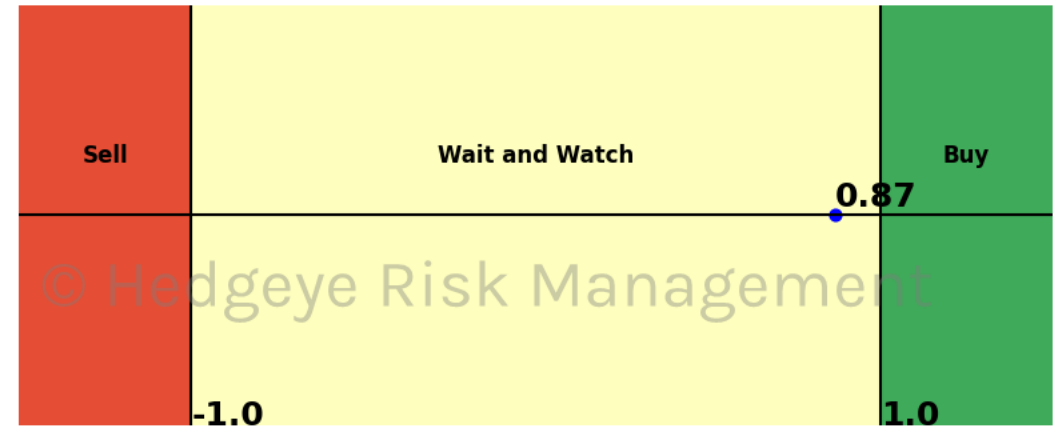 Sell
Wait and Watch
Buy
0.87
© Hedgeye Risk Management
-1.0
1.0